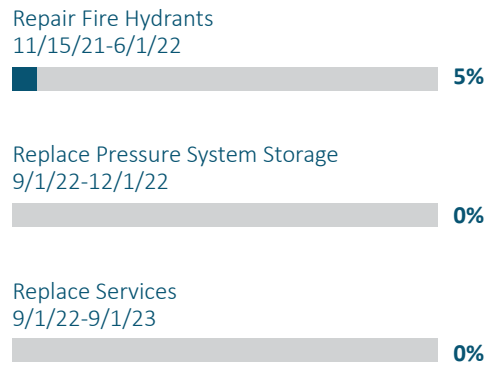 Repair Fire Hydrants
11/15/21-6/1/22
5%
Replace Pressure System Storage
9/1/22-12/1/22
0%
Replace Services
9/1/22-9/1/23
0%